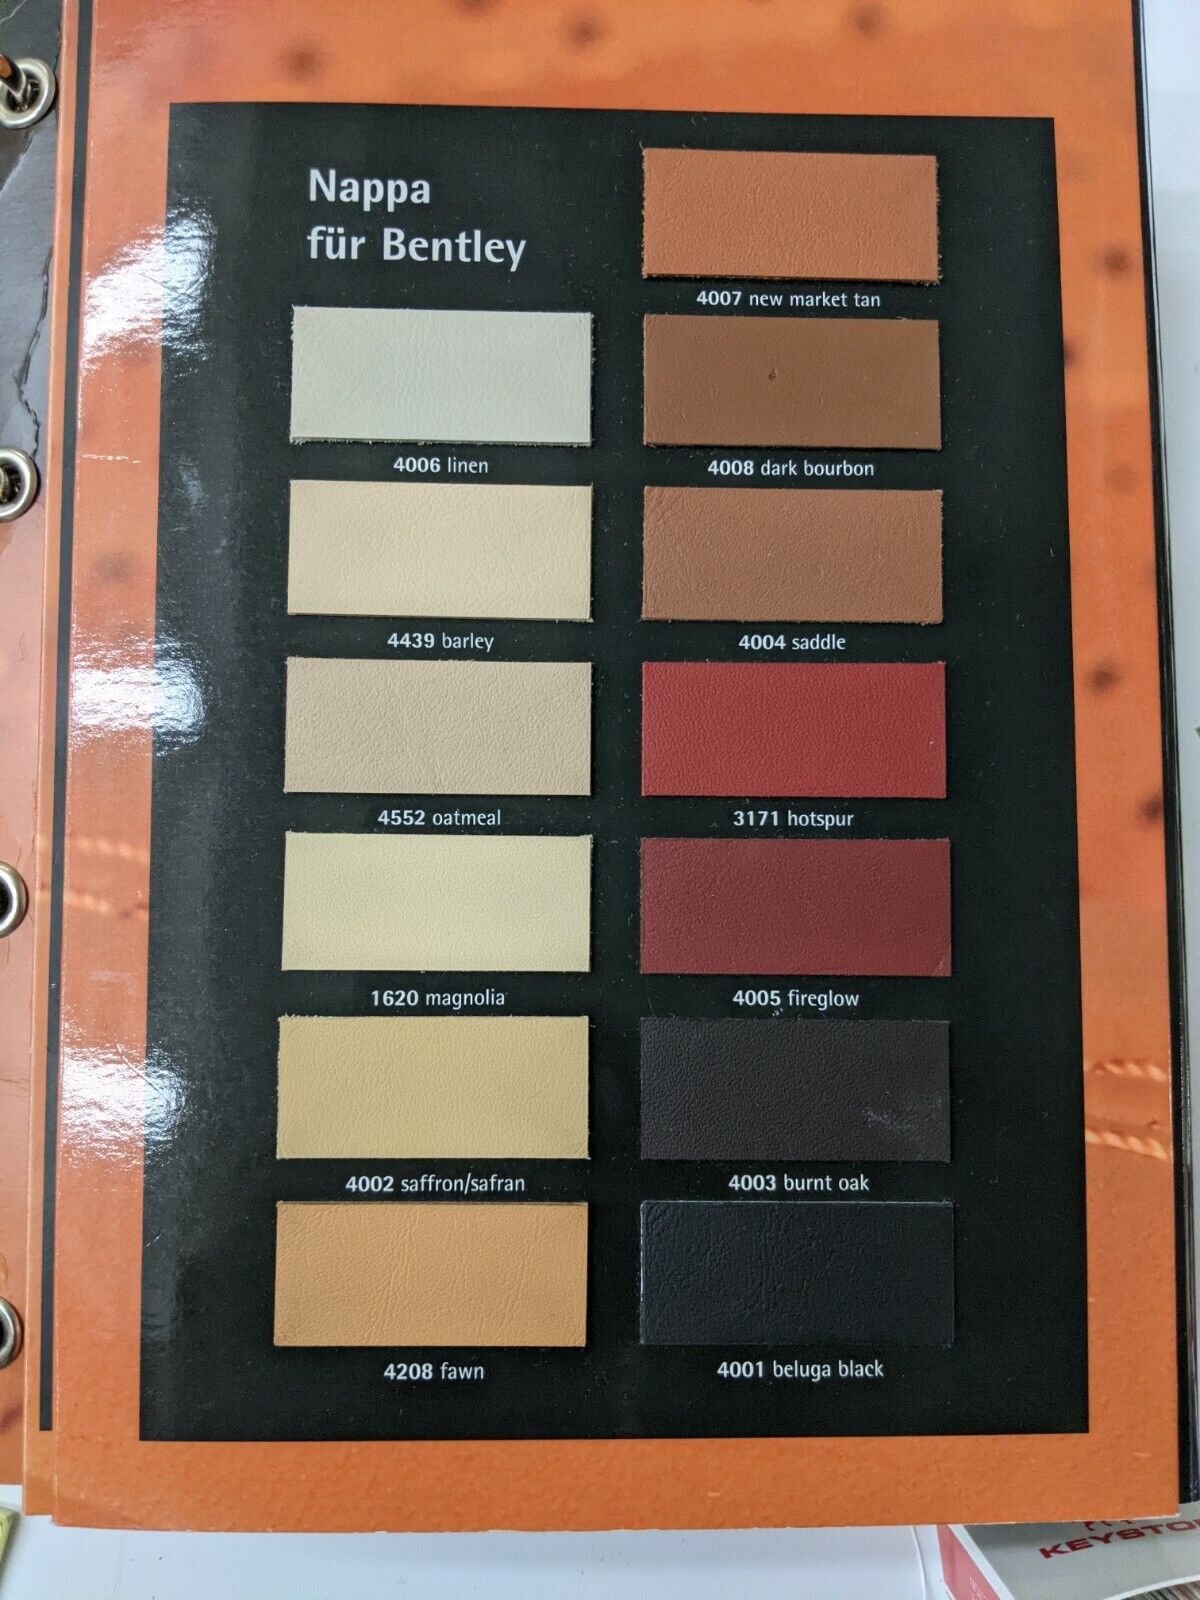 Nappa
für Bentley
4006 linen
4439 barley
4552 oatmeal
1620 magnolia
4002 saffron/safran
4208 fawn
4007 new market tan
4008 dark bourbon
4004 saddle
3171 hotspur
4005 fireglow
4003 burnt oak
4001 beluga black